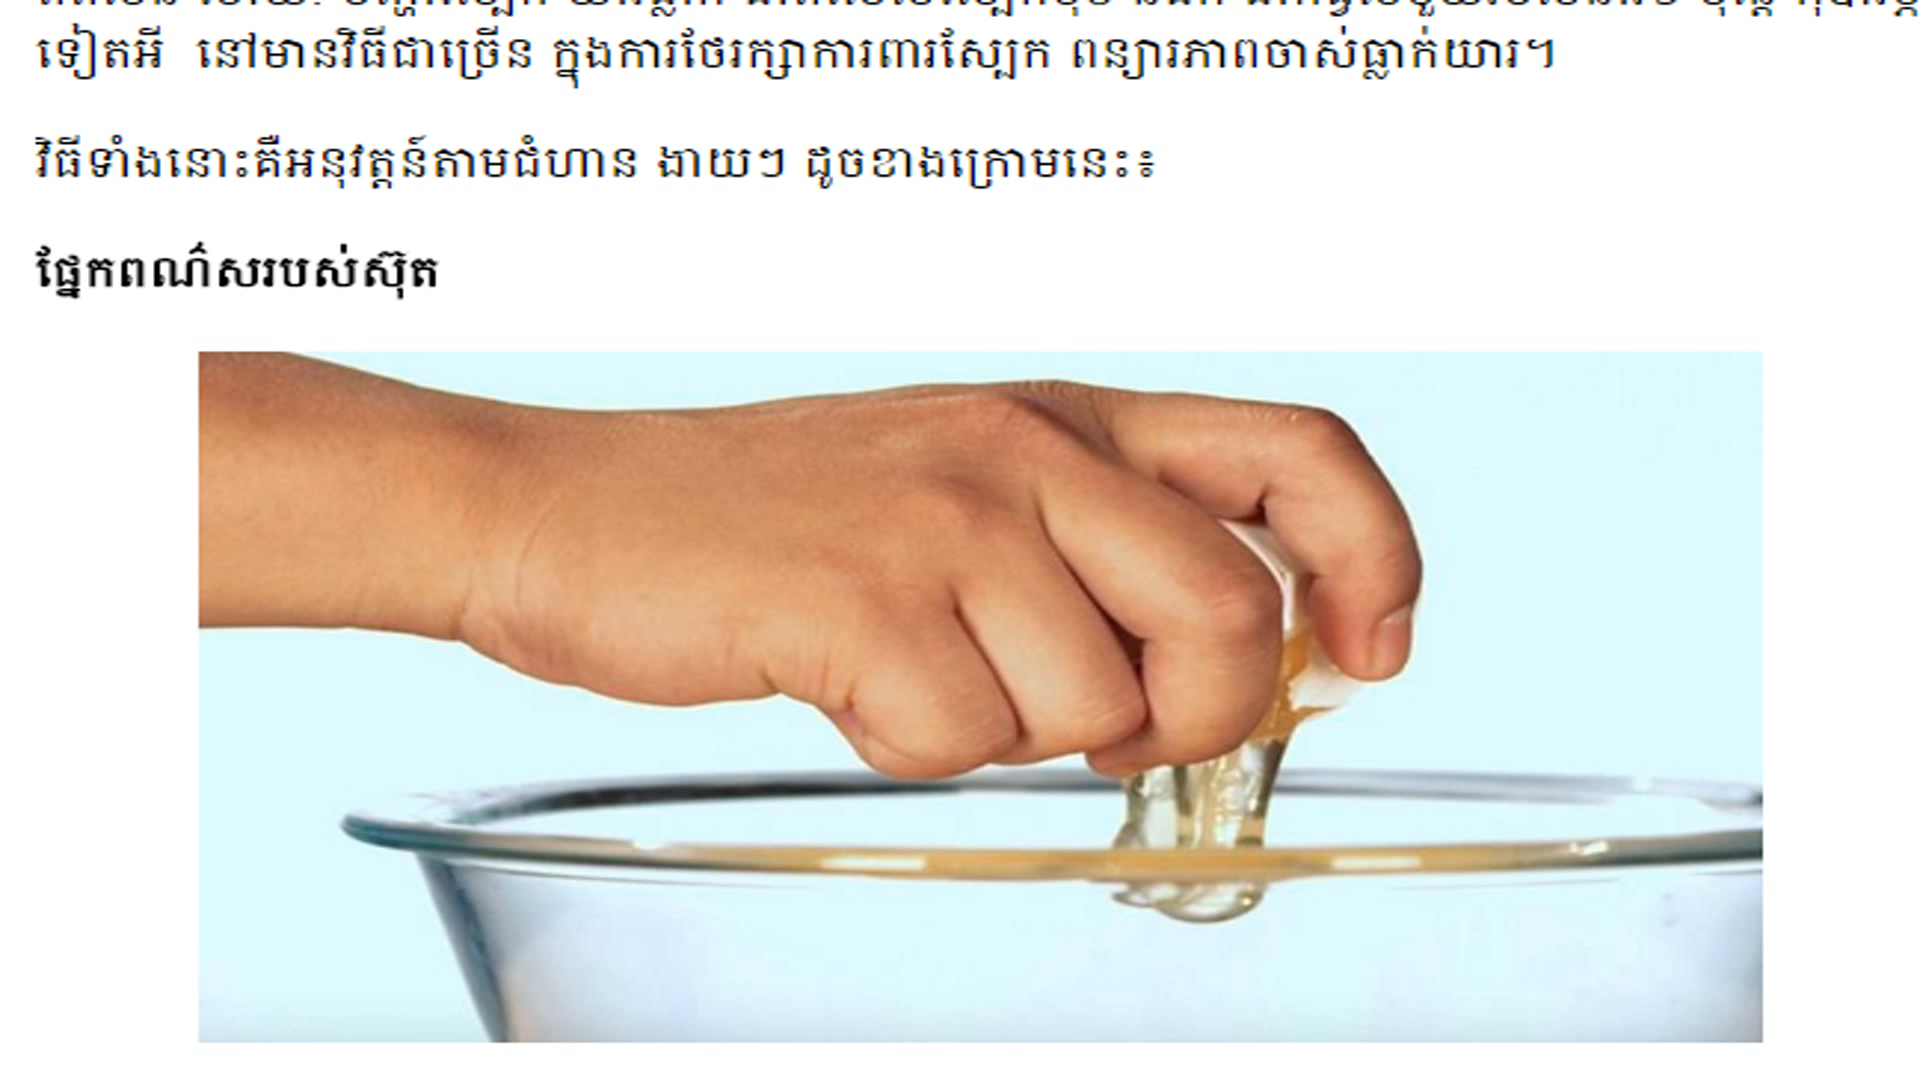 ទៀតអី នៅមានវិធីជាច្រើន ក្នុងការថែរក្សាការពារស្បែក ពន្យារភាពចាស់ធ្លាក់យារ។
វិធីទាំងនោះគឺអនុវត្តន៍តាមជំហាន ងាយៗ ដូចខាងក្រោមនេះ៖
ផ្នែកពណ៌សរបស់ស៊ុត